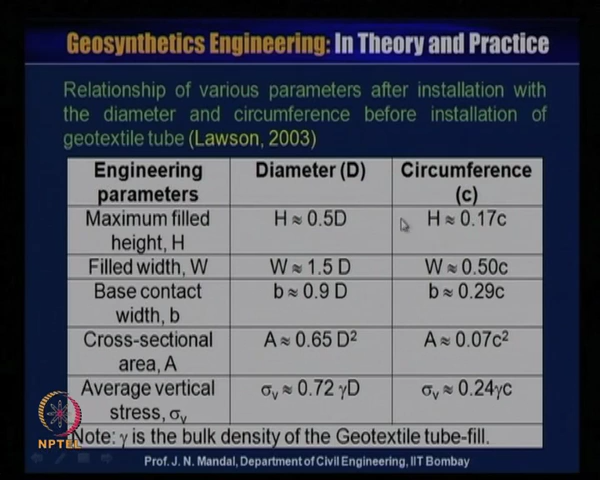 Geosynthetics Engineering: In Theory and Practice
Relationship of various parameters after installation with
the diameter and circumference before installation of
geotextile tube (Lawson, 2003)
Engineering parameters Diameter (D) Circumference (c)
Maximum filled height, H H ≈ 0.5D H ≈ 0.17c
Filled width, W W ≈ 1.5 D W ≈ 0.50c
Base contact width, b b ≈ 0.9 D b ≈ 0.29c
Cross-sectional area, A A ≈ 0.65 D² A ≈ 0.07c²
Average vertical stress, σv σv ≈ 0.72 γD σv ≈ 0.24γc
Note: γ is the bulk density of the Geotextile tube-fill.
NPTEL
Prof. J. N. Mandal, Department of Civil Engineering, IIT Bombay